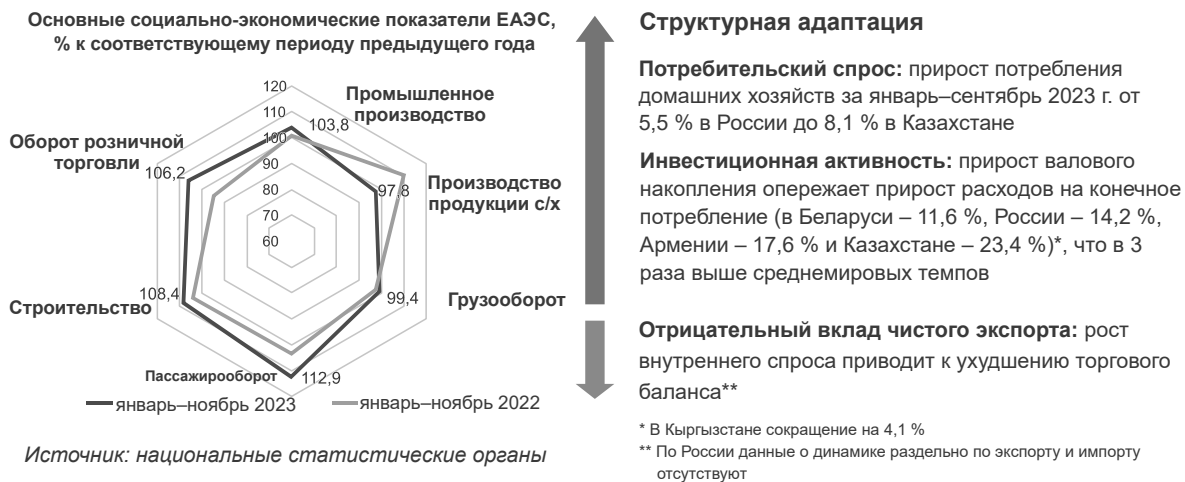 Основные социально-экономические показатели ЕАЭС,
% к соответствующему периоду предыдущего года
120
110
100
90
80
70
60
Промышленное
производство
103,8
Оборот розничной
торговли
106,2
97,8
Производство
продукции с/х
Строительство
108,4
99,4
Грузооборот
Пассажирооборот
112,9
январь–ноябрь 2023
январь–ноябрь 2022
Источник: национальные статистические органы
Структурная адаптация
Потребительский спрос: прирост потребления
домашних хозяйств за январь–сентябрь 2023 г. от
5,5 % в России до 8,1 % в Казахстане
Инвестиционная активность: прирост валового
накопления опережает прирост расходов на конечное
потребление (в Беларуси – 11,6 %, России – 14,2 %,
Армении – 17,6 % и Казахстане – 23,4 %)*, что в 3
раза выше среднемировых темпов
Отрицательный вклад чистого экспорта: рост
внутреннего спроса приводит к ухудшению торгового
баланса**
* В Кыргызстане сокращение на 4,1 %
** По России данные о динамике раздельно по экспорту и импорту
отсутствуют